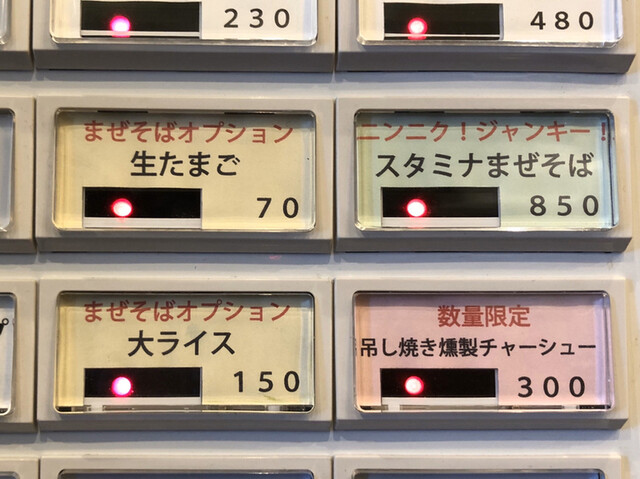 230
480
まぜそばオプション
生たまご
70
ニンニク！ジャンキー！
スタミナまぜそば
850
まぜそばオプション
大ライス
150
数量限定
吊し焼き燻製チャーシュー
300
プ